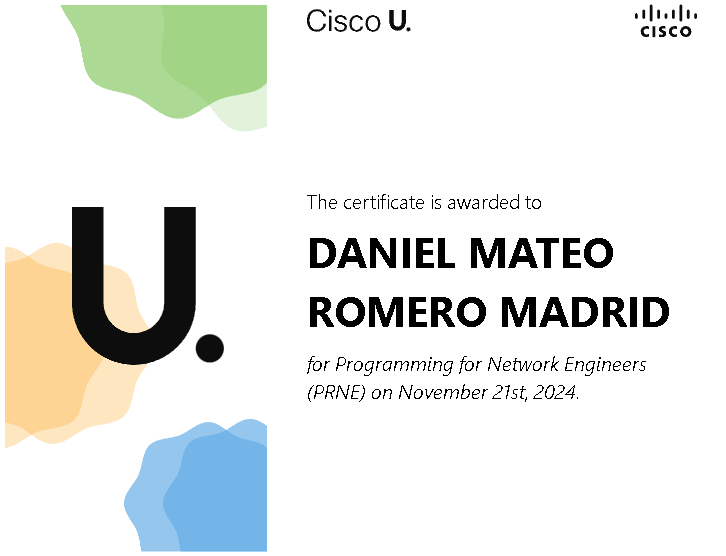 Cisco U.
CISCO
The certificate is awarded to
DANIEL MATEO
ROMERO MADRID
for Programming for Network Engineers
(PRNE) on November 21st, 2024.
U.